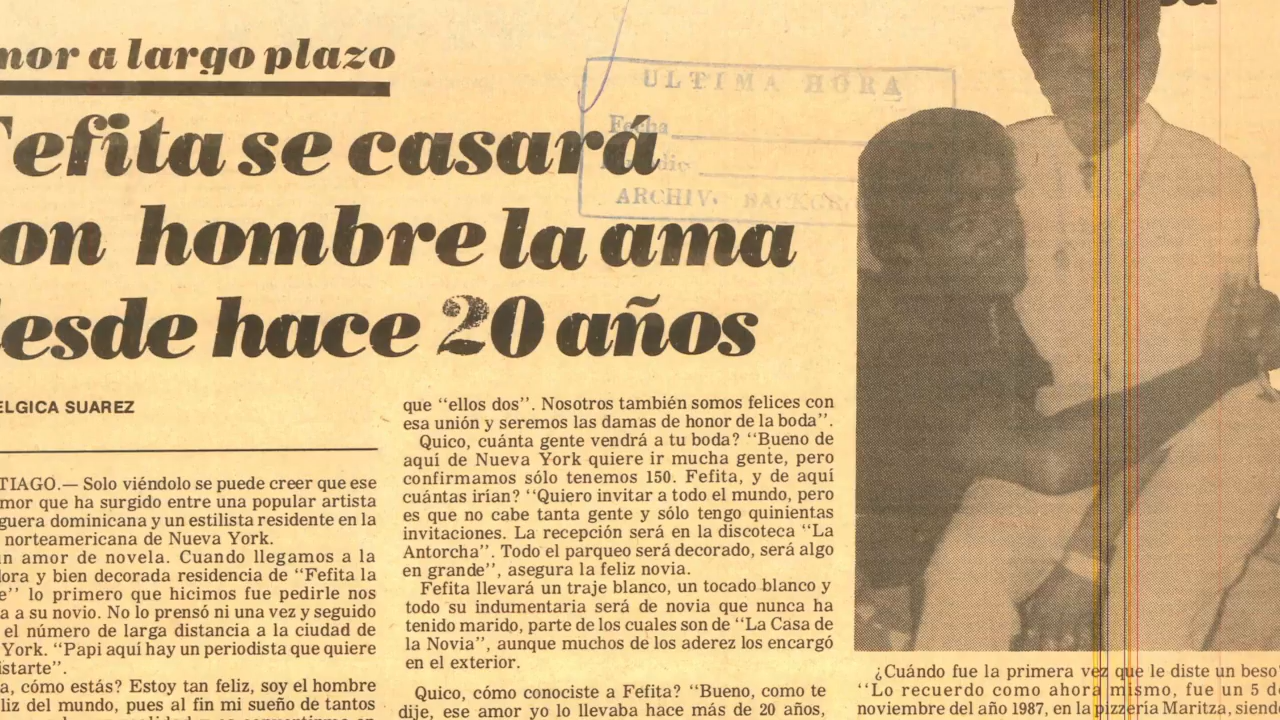 mor a largo plazo
Fefita se casará
on hombre la ama
desde hace 20 años
ULTIMA HORA
Fecha
ARCHIV
ELGICA SUAREZ
TIAGO.— Solo viéndolo se puede creer que ese
mor que ha surgido entre una popular artista
guera dominicana y un estilista residente en la
norteamericana de Nueva York.
n amor de novela. Cuando llegamos a la
dora y bien decorada residencia de “Fefita la
e” lo primero que hicimos fue pedirle nos
a a su novio. No lo prensó ni una vez y seguido
el número de larga distancia a la ciudad de
York. “Papi aquí hay un periodista que quiere
istarte”.
a, cómo estás? Estoy tan feliz, soy el hombre
liz del mundo, pues al fin mi sueño de tantos
que “ellos dos”. Nosotros también somos felices con
esa unión y seremos las damas de honor de la boda”.
Quico, cuánta gente vendrá a tu boda? “Bueno de
aquí de Nueva York quiere ir mucha gente, pero
confirmamos sólo tenemos 150. Fefita, y de aquí
cuántas irían? “Quiero invitar a todo el mundo, pero
es que no cabe tanta gente y sólo tengo quinientas
invitaciones. La recepción será en la discoteca “La
Antorcha”. Todo el parqueo será decorado, será algo
en grande”, asegura la feliz novia.
Fefita llevará un traje blanco, un tocado blanco y
todo su indumentaria será de novia que nunca ha
tenido marido, parte de los cuales son de “La Casa de
la Novia”, aunque muchos de los aderez los encargó
en el exterior.
Quico, cómo conociste a Fefita? “Bueno, como te
dije, ese amor yo lo llevaba hace más de 20 años,
¿Cuándo fue la primera vez que le diste un beso?
“Lo recuerdo como ahora mismo, fue un 5 de
noviembre del año 1987, en la pizzería Maritza, siend